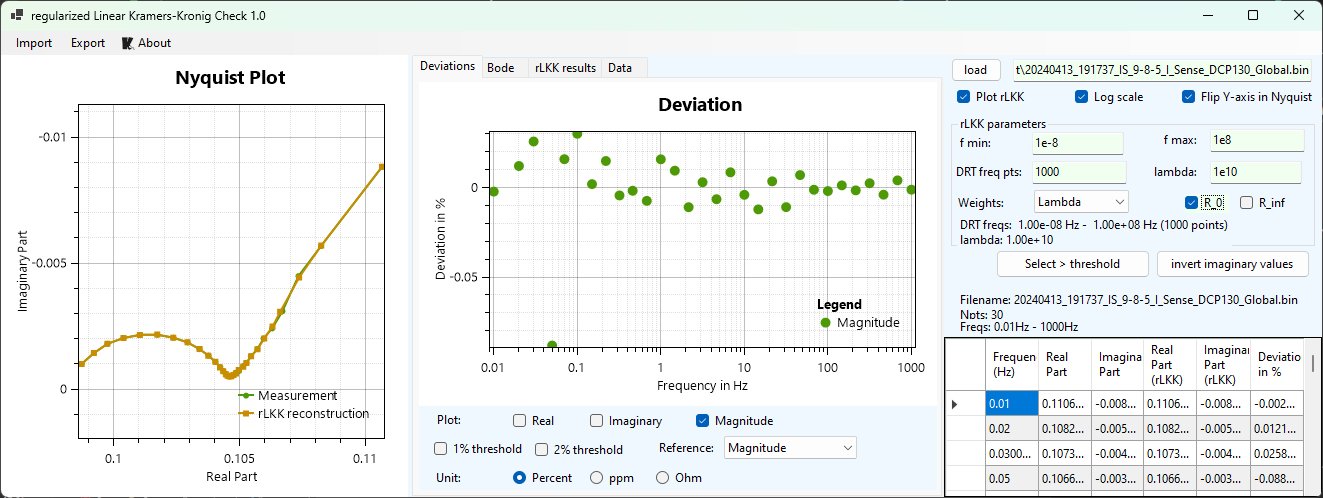 regularized Linear Kramers-Kronig Check 1.0
Import Export About
Nyquist Plot
-0.01
-0.005
0
Imaginary Part
0.1 0.105 0.11
Real Part
Measurement
rLKK reconstruction
Deviations Bode rLKK results Data
Deviation
0
-0.05
Deviation in %
Legend
Magnitude
0.01 0.1 1 10 100 1000
Frequency in Hz
Plot: Real Imaginary Magnitude
1% threshold 2% threshold Reference: Magnitude
Unit: Percent ppm Ohm
load t\20240413_191737_IS_9-8-5_I_Sense_DCP130_Global.bin
Plot rLKK Log scale Flip Y-axis in Nyquist
rLKK parameters
f min: 1e-8 f max: 1e8
DRT freq pts: 1000 lambda: 1e10
Weights: Lambda R_0 R_inf
DRT freqs: 1.00e-08 Hz - 1.00e+08 Hz (1000 points)
lambda: 1.00e+10
Select > threshold invert imaginary values
Filename: 20240413_191737_IS_9-8-5_I_Sense_DCP130_Global.bin
Nots: 30
Freqs: 0.01Hz - 1000Hz
Frequen (Hz) Real Part Imaginar Part Real Part (rLKK) Imaginar Part (rLKK) Deviatio in %
0.01 0.1106... -0.008... 0.1106... -0.008... -0.002...
0.02 0.1082... -0.005... 0.1082... -0.005... 0.0121...
0.0300... 0.1073... -0.004... 0.1073... -0.004... 0.0258...
0.05 0.1066... -0.003... 0.1066... -0.003... -0.088...